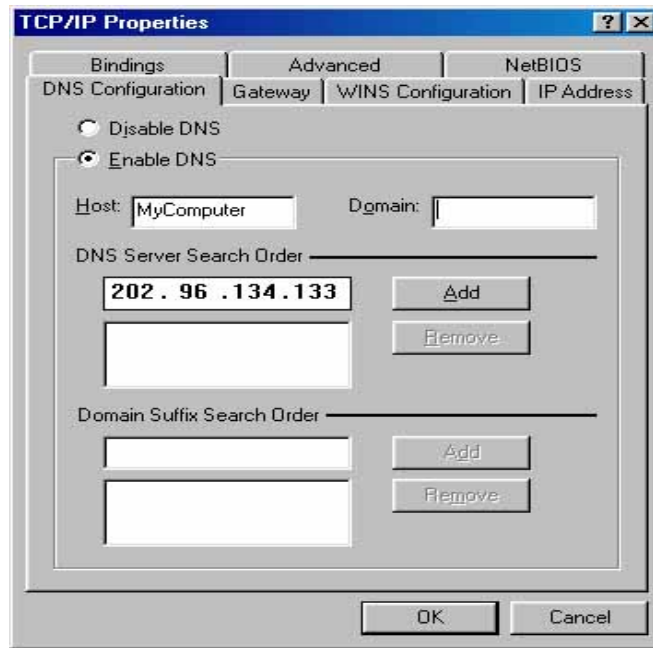 TCP/IP Properties
? ×
Bindings Advanced NetBIOS
DNS Configuration Gateway WINS Configuration IP Address
Disable DNS
Enable DNS
Host: MyComputer Domain:
DNS Server Search Order
202 . 96 .134.133 Add
Remove
Domain Suffix Search Order
Add
Remove
OK Cancel